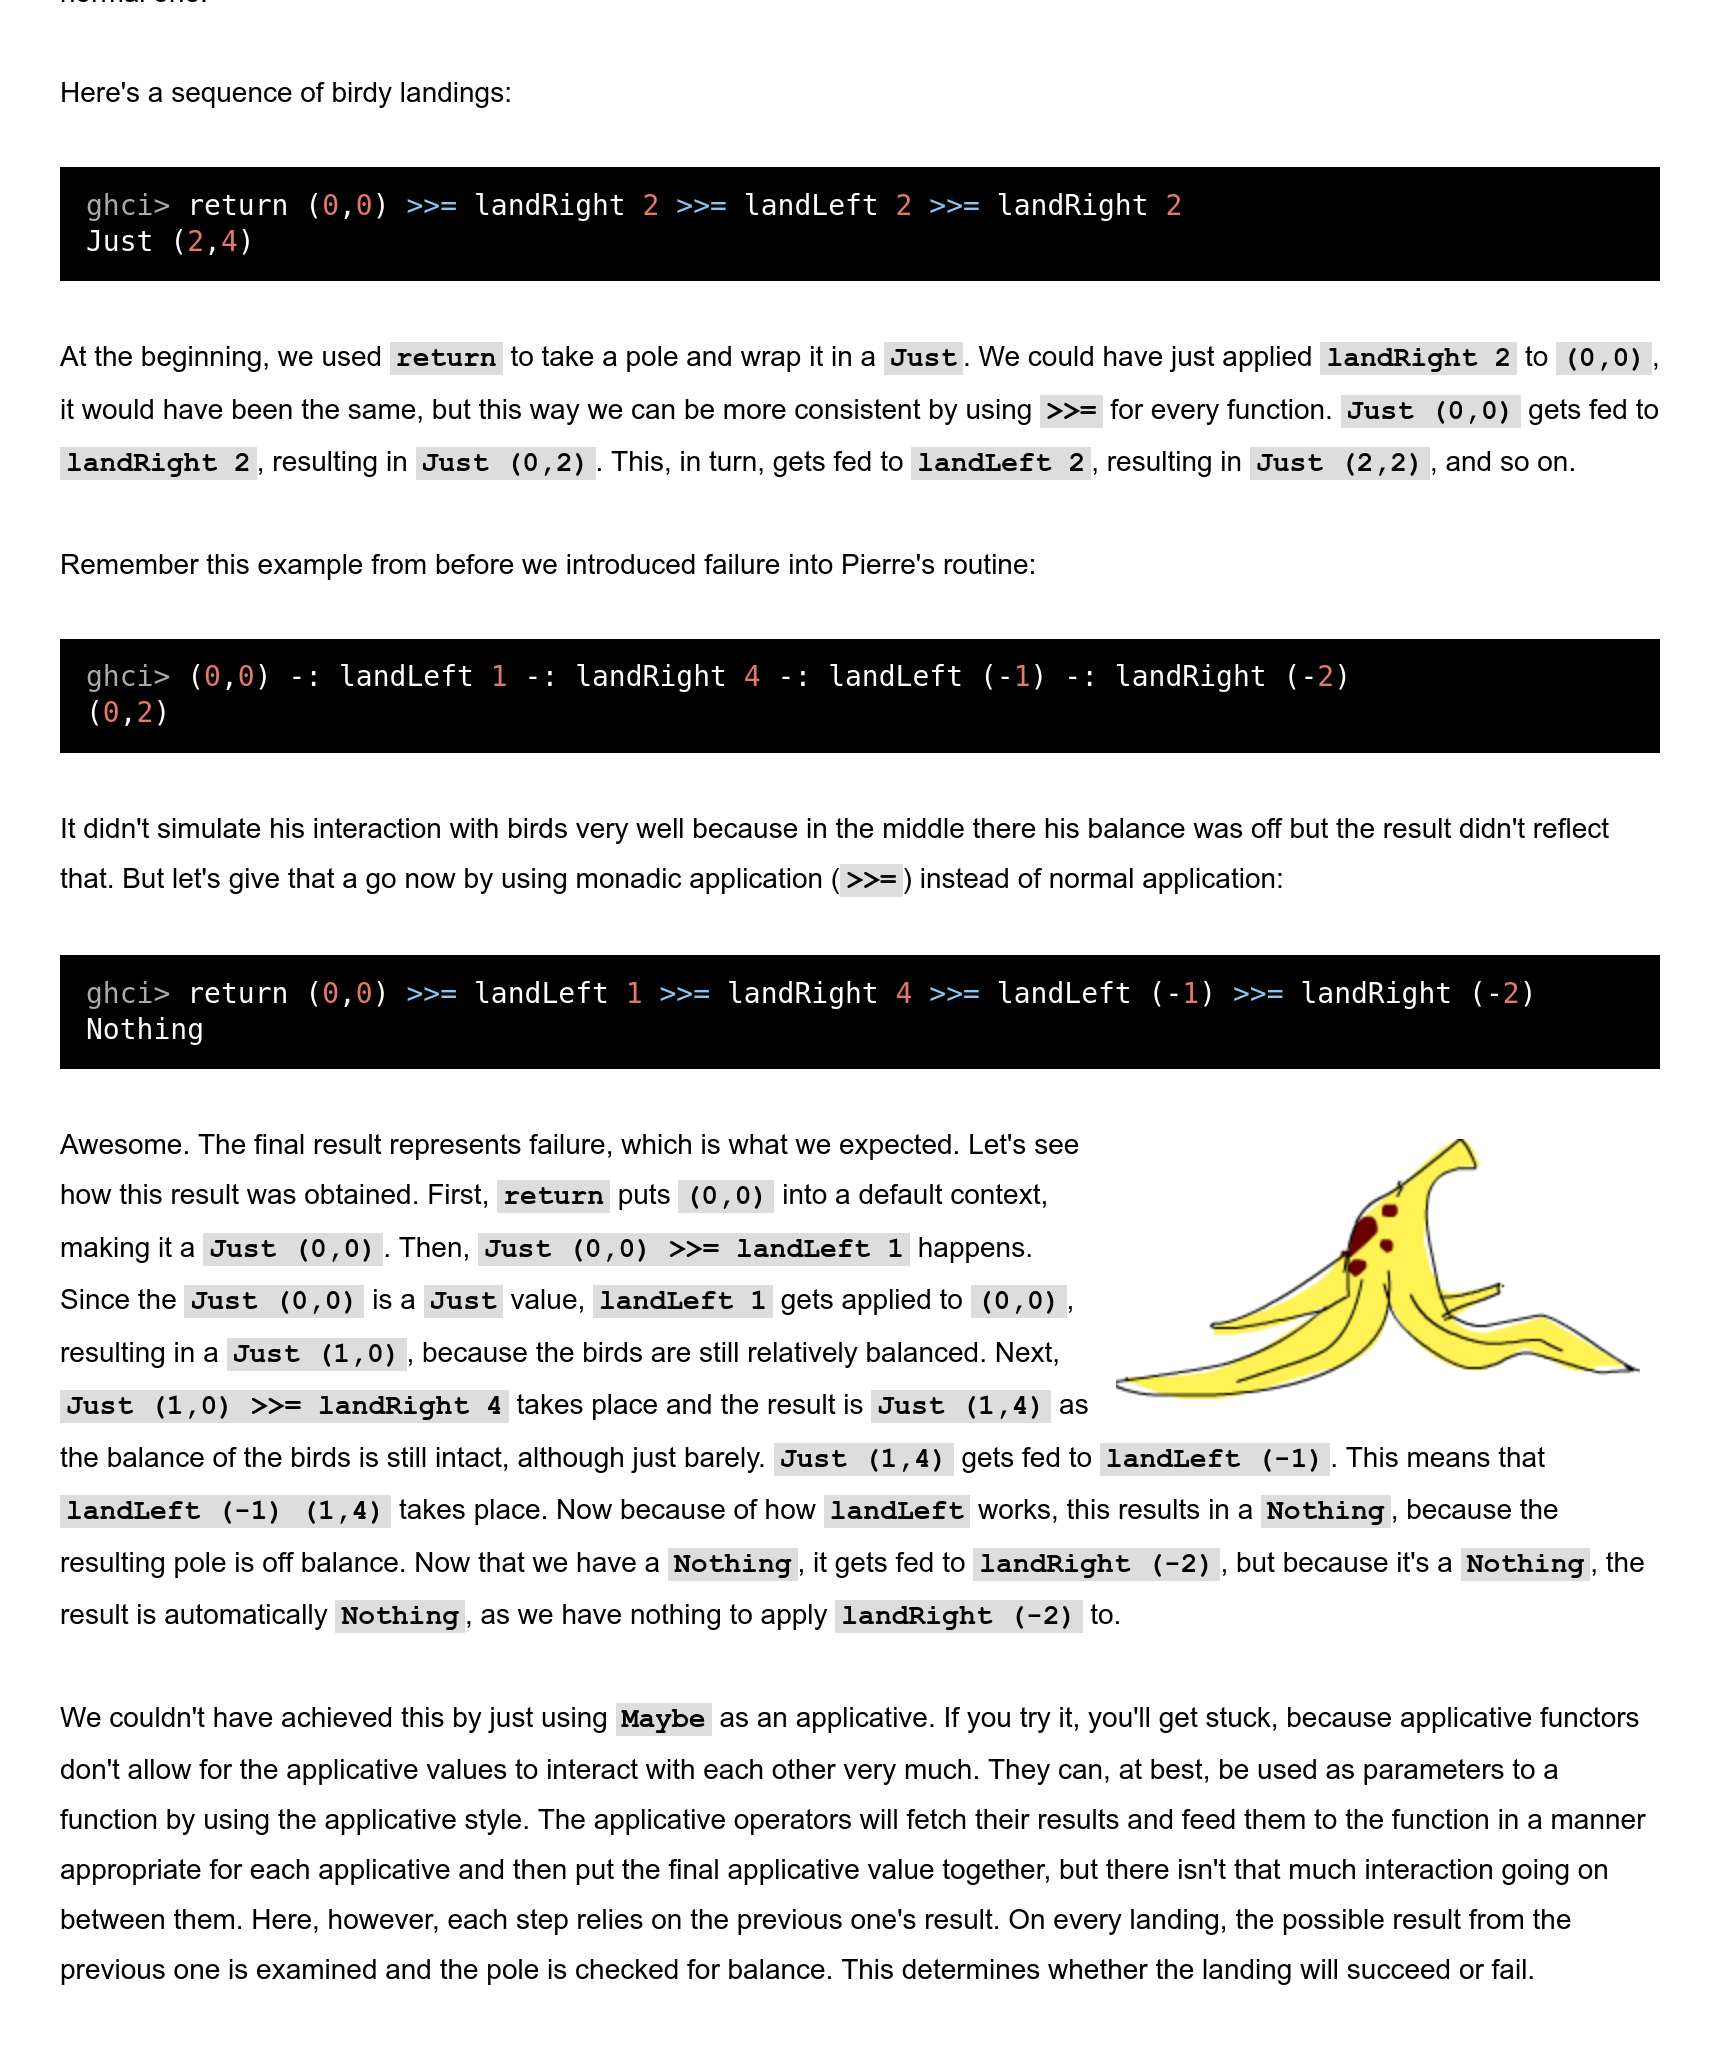 normal one.
Here's a sequence of birdy landings:
ghci> return (0,0) >>= landRight 2 >>= landLeft 2 >>= landRight 2
Just (2,4)
At the beginning, we used return to take a pole and wrap it in a Just. We could have just applied landRight 2 to (0,0),
it would have been the same, but this way we can be more consistent by using >>= for every function. Just (0,0) gets fed to
landRight 2, resulting in Just (0,2). This, in turn, gets fed to landLeft 2, resulting in Just (2,2), and so on.
Remember this example from before we introduced failure into Pierre's routine:
ghci> (0,0) -: landLeft 1 -: landRight 4 -: landLeft (-1) -: landRight (-2)
(0,2)
It didn't simulate his interaction with birds very well because in the middle there his balance was off but the result didn't reflect
that. But let's give that a go now by using monadic application (>>=) instead of normal application:
ghci> return (0,0) >>= landLeft 1 >>= landRight 4 >>= landLeft (-1) >>= landRight (-2)
Nothing
Awesome. The final result represents failure, which is what we expected. Let's see
how this result was obtained. First, return puts (0,0) into a default context,
making it a Just (0,0). Then, Just (0,0) >>= landLeft 1 happens.
Since the Just (0,0) is a Just value, landLeft 1 gets applied to (0,0),
resulting in a Just (1,0), because the birds are still relatively balanced. Next,
Just (1,0) >>= landRight 4 takes place and the result is Just (1,4) as
the balance of the birds is still intact, although just barely. Just (1,4) gets fed to landLeft (-1). This means that
landLeft (-1) (1,4) takes place. Now because of how landLeft works, this results in a Nothing, because the
resulting pole is off balance. Now that we have a Nothing, it gets fed to landRight (-2), but because it's a Nothing, the
result is automatically Nothing, as we have nothing to apply landRight (-2) to.
We couldn't have achieved this by just using Maybe as an applicative. If you try it, you'll get stuck, because applicative functors
don't allow for the applicative values to interact with each other very much. They can, at best, be used as parameters to a
function by using the applicative style. The applicative operators will fetch their results and feed them to the function in a manner
appropriate for each applicative and then put the final applicative value together, but there isn't that much interaction going on
between them. Here, however, each step relies on the previous one's result. On every landing, the possible result from the
previous one is examined and the pole is checked for balance. This determines whether the landing will succeed or fail.